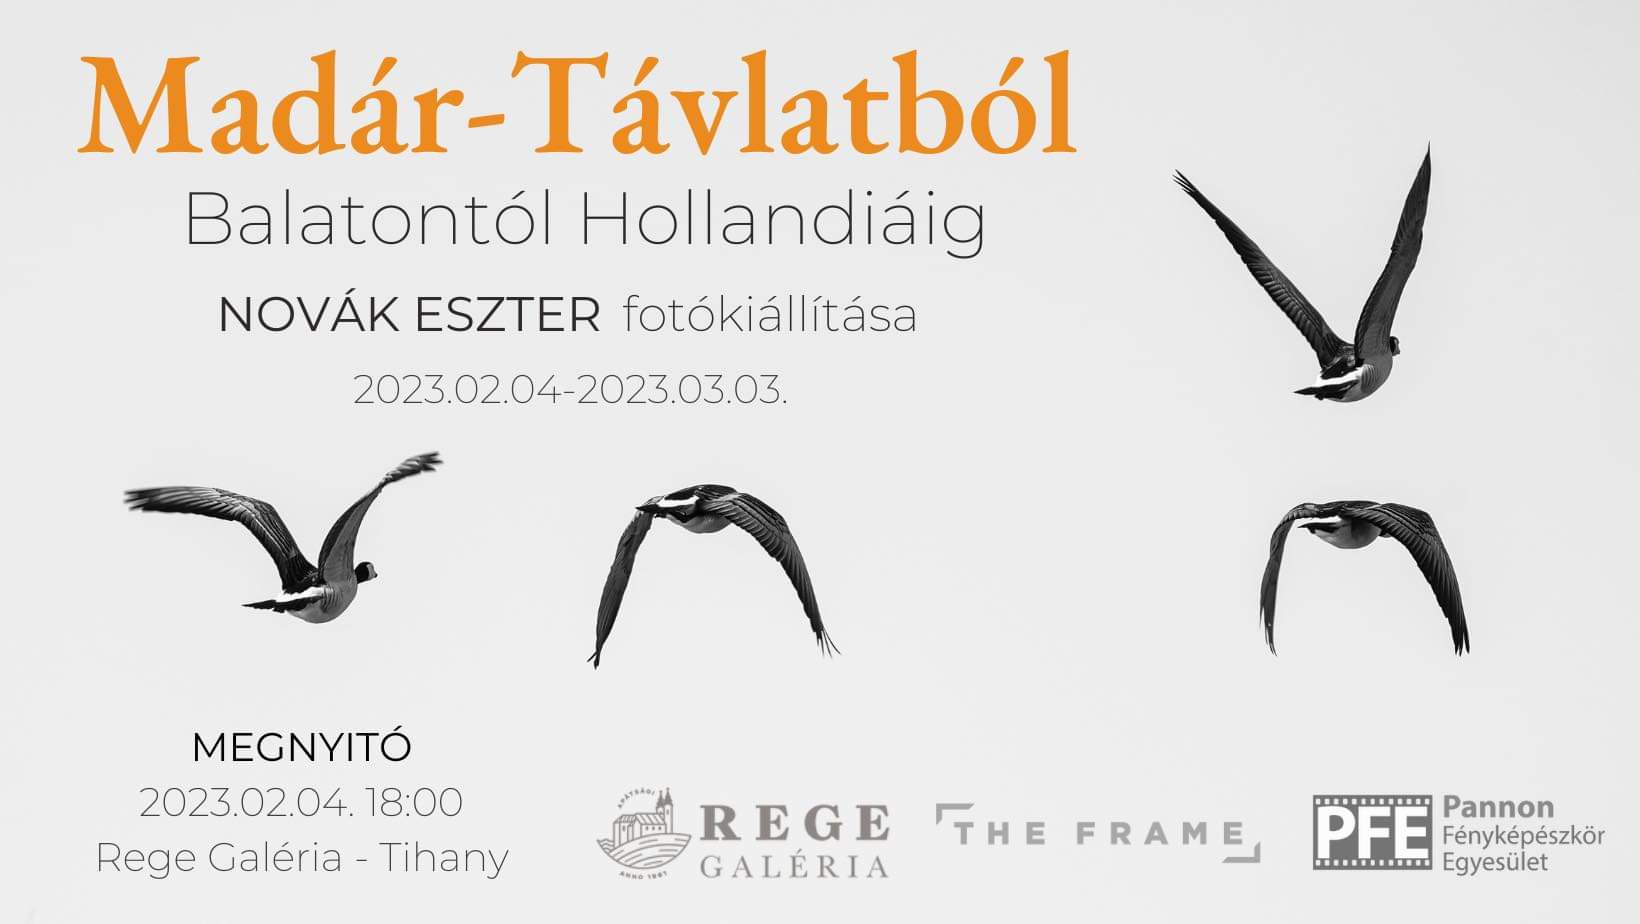 Madár-Távlatból
Balatontól Hollandiáig
NOVÁK ESZTER fotókiállítása
2023.02.04-2023.03.03.
MEGNYITÓ
2023.02.04. 18:00
Rege Galéria - Tihany
APÁTSÁGI
ANNO 1987
REGE
GALÉRIA
THE FRAME
PFE
Pannon
Fényképészkör
Egyesület